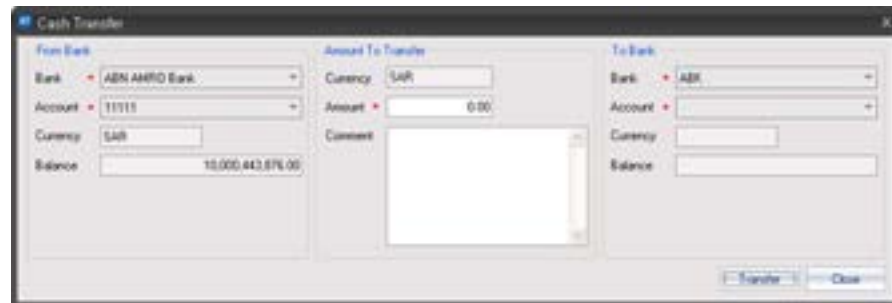 Cash Transfer
From Bank
Bank * ABN AMRO Bank
Account * 11111
Currency SAR
Balance 10,000,443,876.00
Amount To Transfer
Currency SAR
Amount * 0.00
Comment
To Bank
Bank * ABK
Account *
Currency
Balance
Transfer
Close